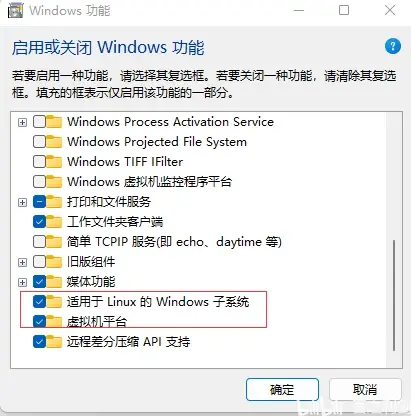 Windows 功能
启用或关闭 Windows 功能
若要启用一种功能，请选择其复选框。若要关闭一种功能，请清除其复选
框。填充的框表示仅启用该功能的一部分。
Windows Process Activation Service
Windows Projected File System
Windows TIFF IFilter
Windows 虚拟机监控程序平台
打印和文件服务
工作文件夹客户端
简单 TCPIP 服务(即 echo、daytime 等)
旧版组件
媒体功能
适用于 Linux 的 Windows 子系统
虚拟机平台
远程差分压缩 API 支持
确定
取消